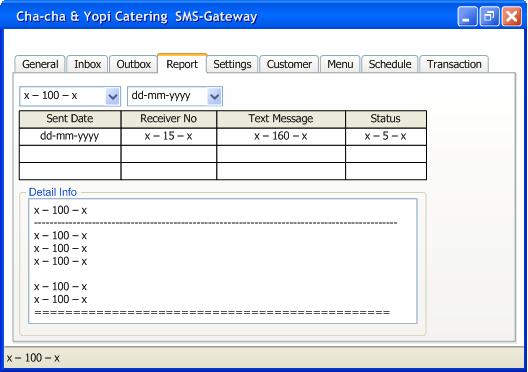 Cha-cha & Yopi Catering SMS-Gateway
General Inbox Outbox Report Settings Customer Menu Schedule Transaction
x – 100 – x dd-mm-yyyy
Sent Date Receiver No Text Message Status
dd-mm-yyyy x – 15 – x x – 160 – x x – 5 – x
Detail Info
x – 100 – x
x – 100 – x
x – 100 – x
x – 100 – x
x – 100 – x
x – 100 – x
x – 100 – x